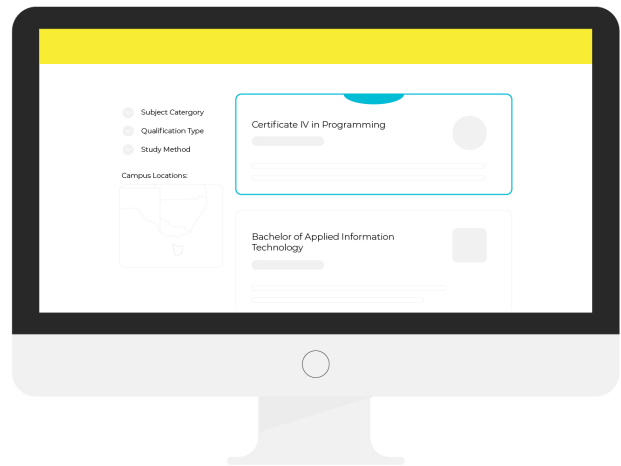 Subject Catergory
Qualification Type
Study Method
Campus Locations:
Certificate IV in Programming
Bachelor of Applied Information
Technology